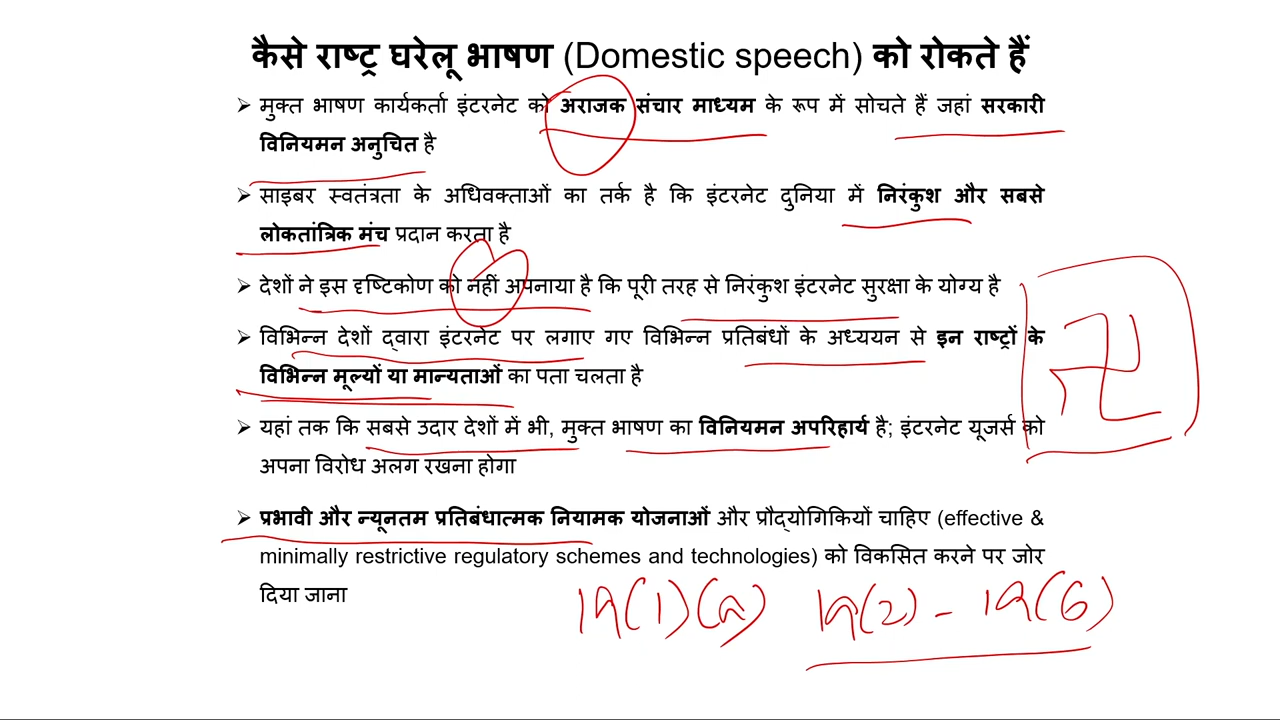 कैसे राष्ट्र घरेलू भाषण (Domestic speech) को रोकते हैं
➢ मुक्त भाषण कार्यकर्ता इंटरनेट को अराजक संचार माध्यम के रूप में सोचते हैं जहां सरकारी
विनियमन अनुचित है
➢ साइबर स्वतंत्रता के अधिवक्ताओं का तर्क है कि इंटरनेट दुनिया में निरंकुश और सबसे
लोकतांत्रिक मंच प्रदान करता है
➢ देशों ने इस दृष्टिकोण को नहीं अपनाया है कि पूरी तरह से निरंकुश इंटरनेट सुरक्षा के योग्य है
➢ विभिन्न देशों द्वारा इंटरनेट पर लगाए गए विभिन्न प्रतिबंधों के अध्ययन से इन राष्ट्रों के
विभिन्न मूल्यों या मान्यताओं का पता चलता है
➢ यहां तक कि सबसे उदार देशों में भी, मुक्त भाषण का विनियमन अपरिहार्य है; इंटरनेट यूजर्स को
अपना विरोध अलग रखना होगा
➢ प्रभावी और न्यूनतम प्रतिबंधात्मक नियामक योजनाओं और प्रौद्योगिकियों चाहिए (effective &
minimally restrictive regulatory schemes and technologies) को विकसित करने पर जोर
दिया जाना
19(1)(a) 19(2) - 19(6)